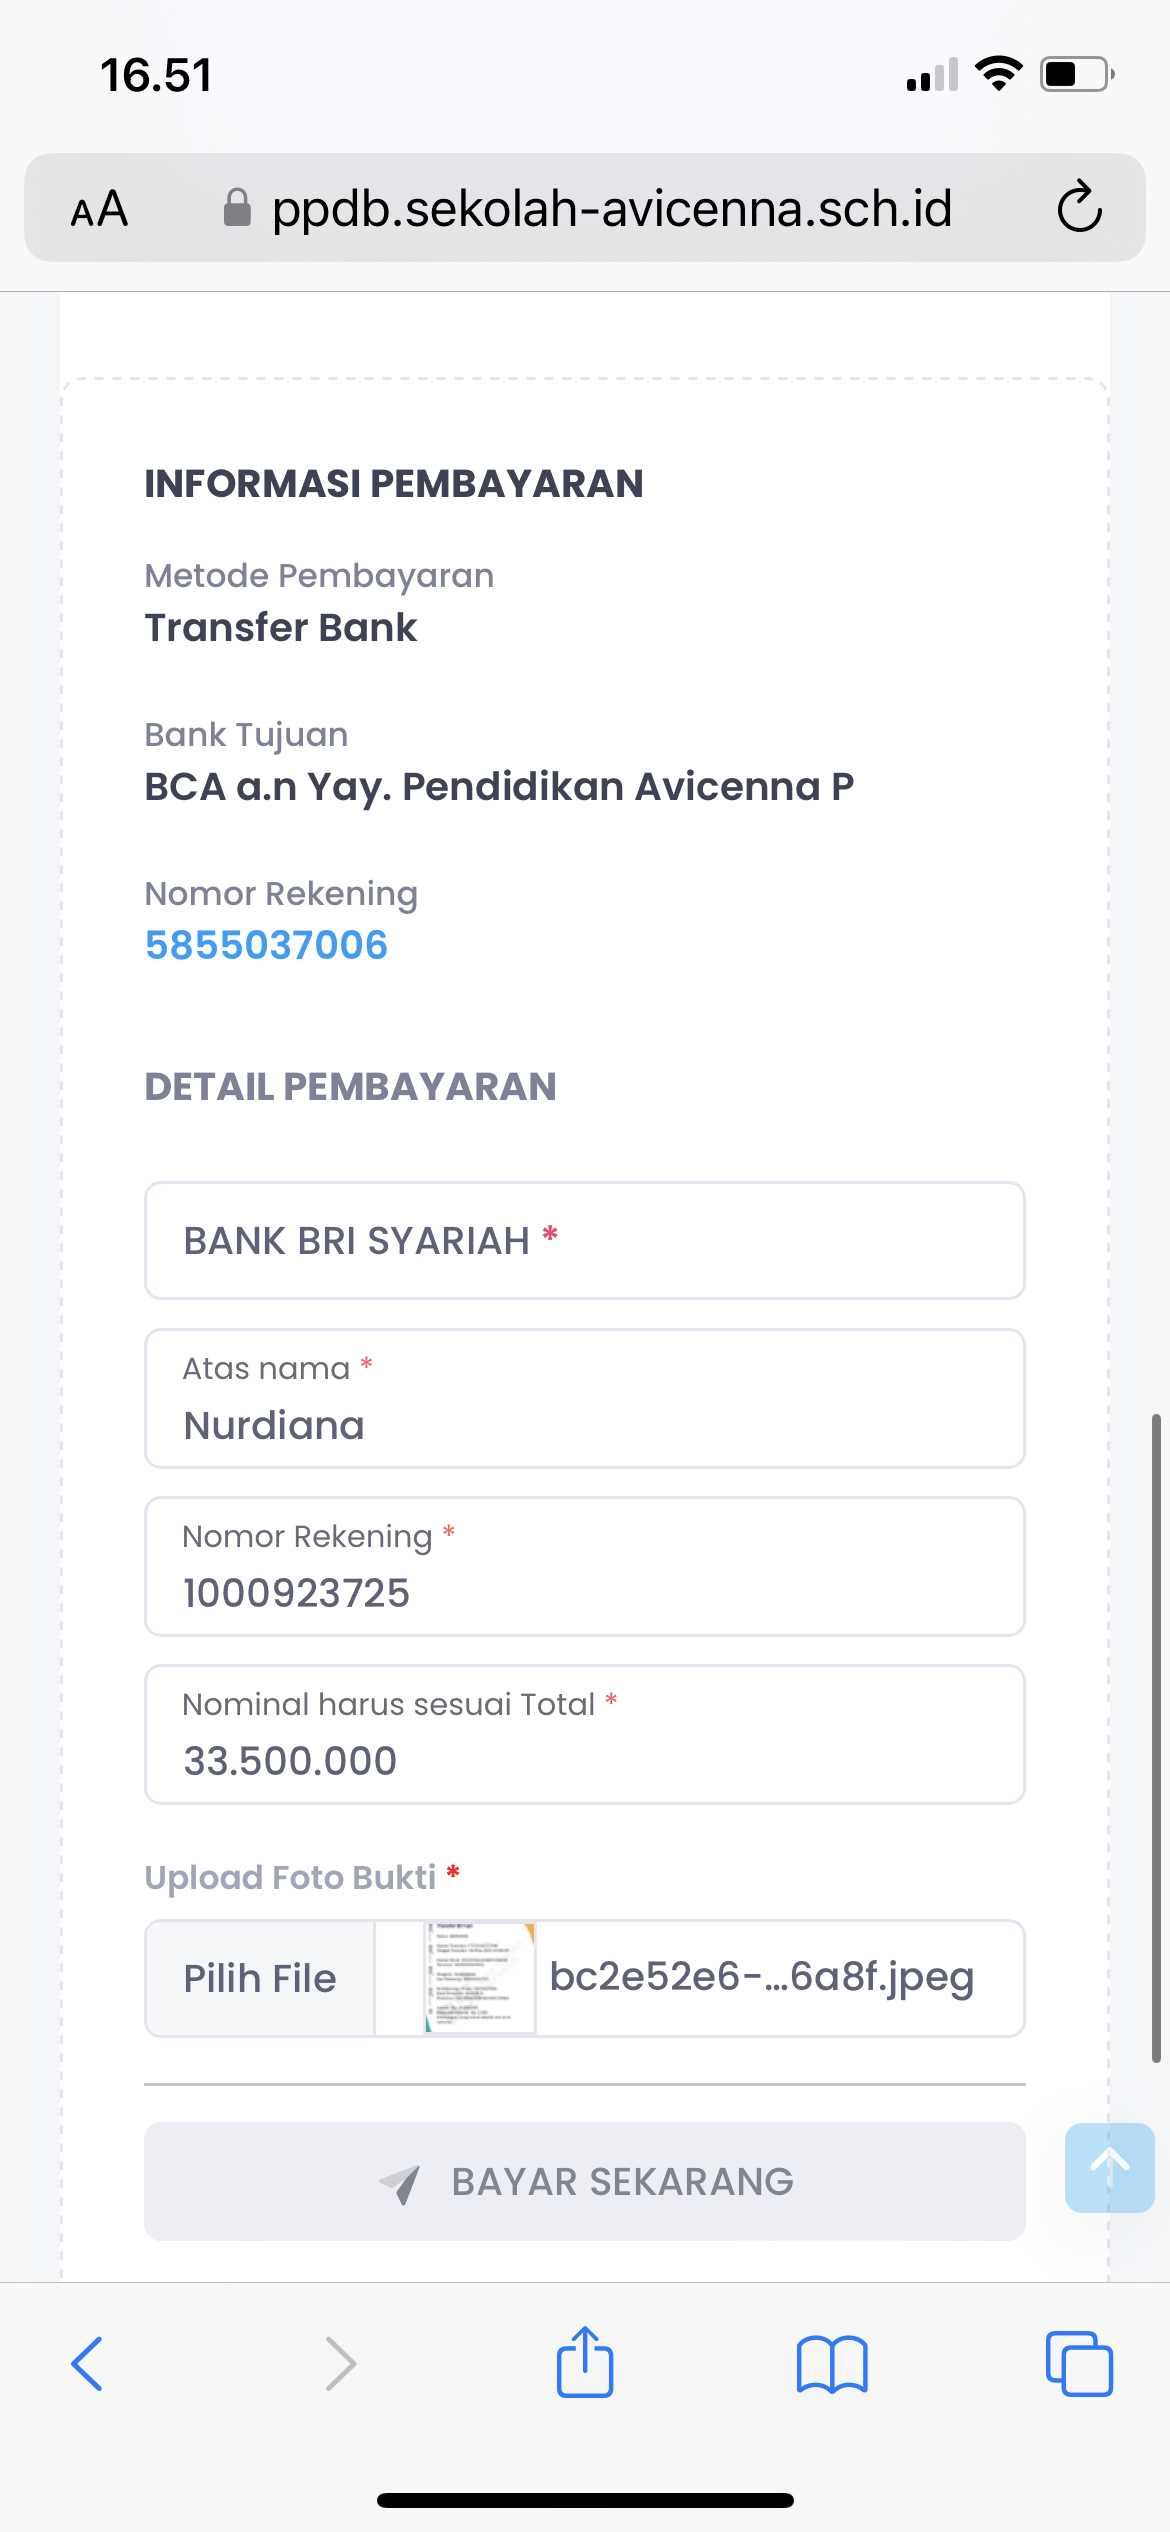 16.51
AA
ppdb.sekolah-avicenna.sch.id
INFORMASI PEMBAYARAN
Metode Pembayaran
Transfer Bank
Bank Tujuan
BCA a.n Yay. Pendidikan Avicenna P
Nomor Rekening
5855037006
DETAIL PEMBAYARAN
BANK BRI SYARIAH *
Atas nama *
Nurdiana
Nomor Rekening *
1000923725
Nominal harus sesuai Total *
33.500.000
Upload Foto Bukti *
Pilih File
bc2e52e6-...6a8f.jpeg
BAYAR SEKARANG